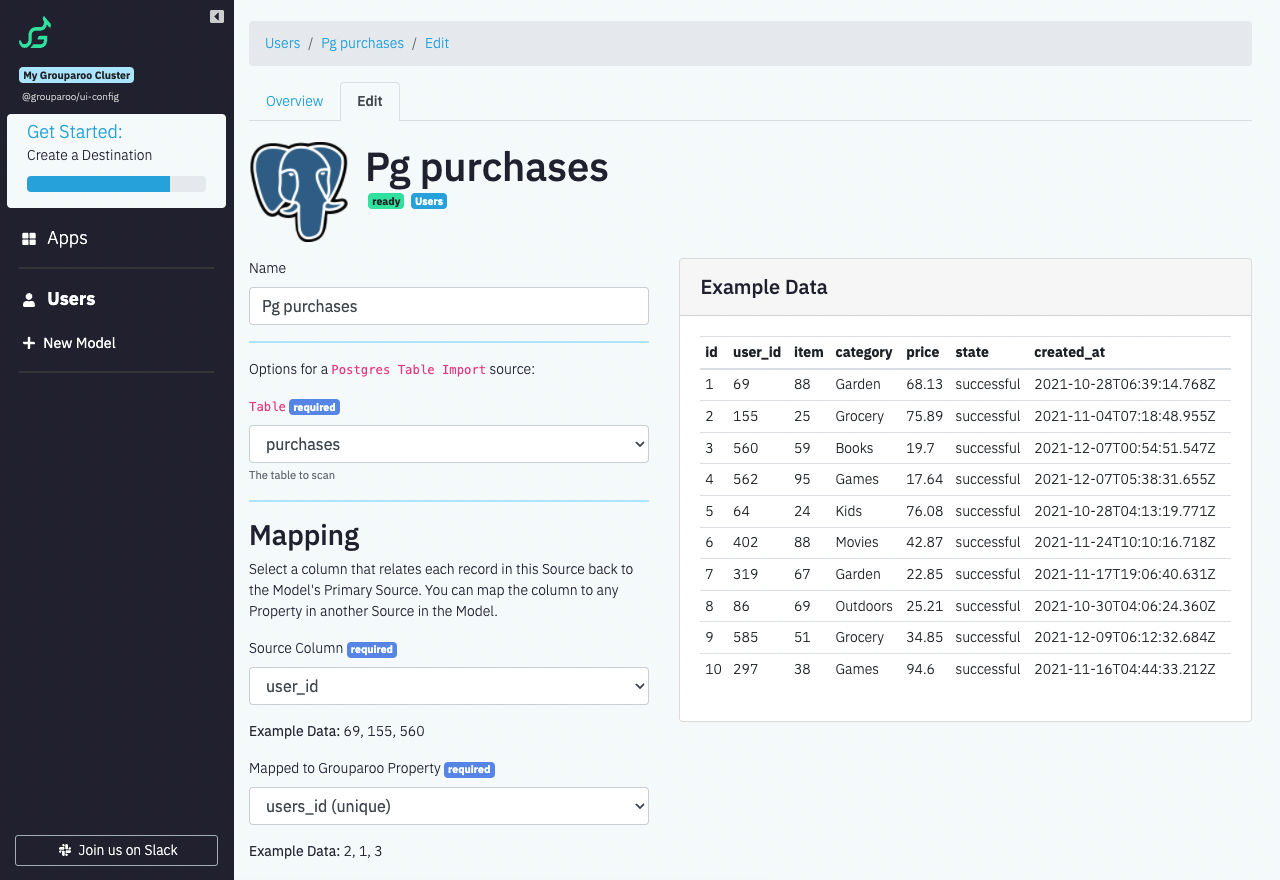 My Grouparoo Cluster
@grouparoo/ui-config
Get Started:
Create a Destination
Apps
Users
New Model
Join us on Slack
Users / Pg purchases / Edit
Overview Edit
Pg purchases
ready Users
Name
Pg purchases
Options for a Postgres Table Import source:
Table required
purchases
The table to scan
Mapping
Select a column that relates each record in this Source back to
the Model's Primary Source. You can map the column to any
Property in another Source in the Model.
Source Column required
user_id
Example Data: 69, 155, 560
Mapped to Grouparoo Property required
users_id (unique)
Example Data: 2, 1, 3
Example Data
id user_id item category price state created_at
1 69 88 Garden 68.13 successful 2021-10-28T06:39:14.768Z
2 155 25 Grocery 75.89 successful 2021-11-04T07:18:48.955Z
3 560 59 Books 19.7 successful 2021-12-07T00:54:51.547Z
4 562 95 Games 17.64 successful 2021-12-07T05:38:31.655Z
5 64 24 Kids 76.08 successful 2021-10-28T04:13:19.771Z
6 402 88 Movies 42.87 successful 2021-11-24T10:10:16.718Z
7 319 67 Garden 22.85 successful 2021-11-17T19:06:40.631Z
8 86 69 Outdoors 25.21 successful 2021-10-30T04:06:24.360Z
9 585 51 Grocery 34.85 successful 2021-12-09T06:12:32.684Z
10 297 38 Games 94.6 successful 2021-11-16T04:44:33.212Z